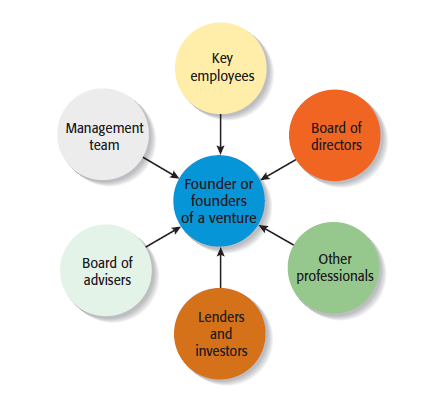 Key
employees
Management
team
Board of
directors
Founder or
founders
of a venture
Board of
advisers
Other
professionals
Lenders
and
investors